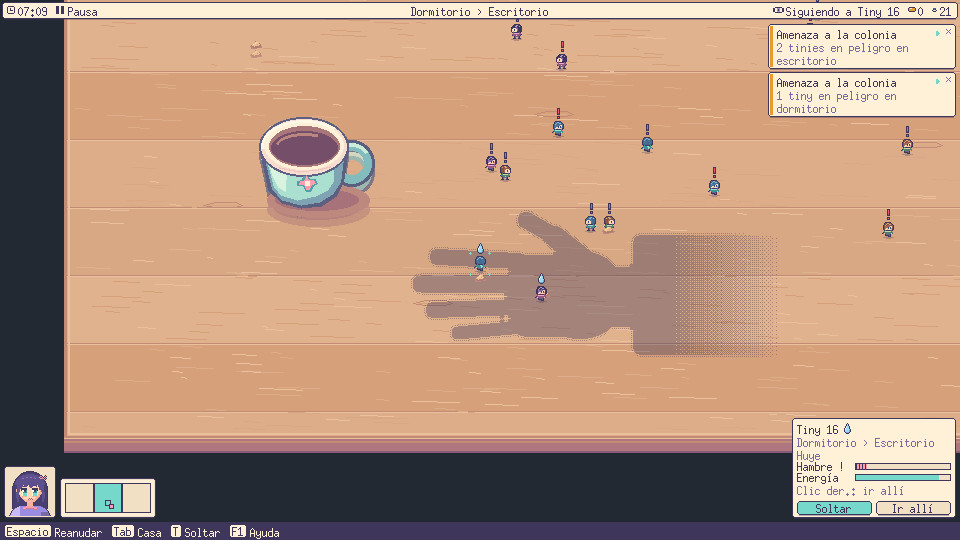 07:09 Pausa
Dormitorio > Escritorio
Siguiendo a Tiny 16 0 21
Amenaza a la colonia
2 tinies en peligro en
escritorio
Amenaza a la colonia
1 tiny en peligro en
dormitorio
Tiny 16
Dormitorio > Escritorio
Huye
Hambre !
Energía
Clic der.: ir allí
Soltar Ir allí
Espacio Reanudar Tab Casa T Soltar F1 Ayuda